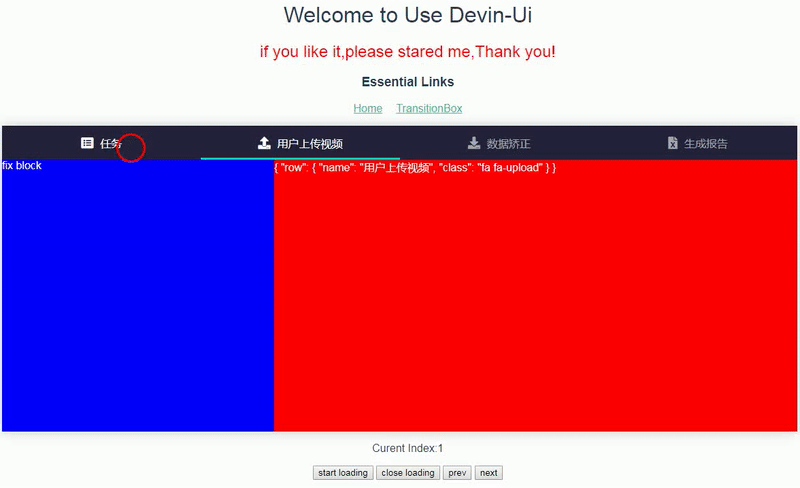 Welcome to Use Devin-Ui
if you like it,please stared me,Thank you!
Essential Links
Home TransitionBox
任务 用户上传视频 数据矫正 生成报告
fix block
{ "row": { "name": "用户上传视频", "class": "fa fa-upload" } }
Curent Index:1
start loading close loading prev next